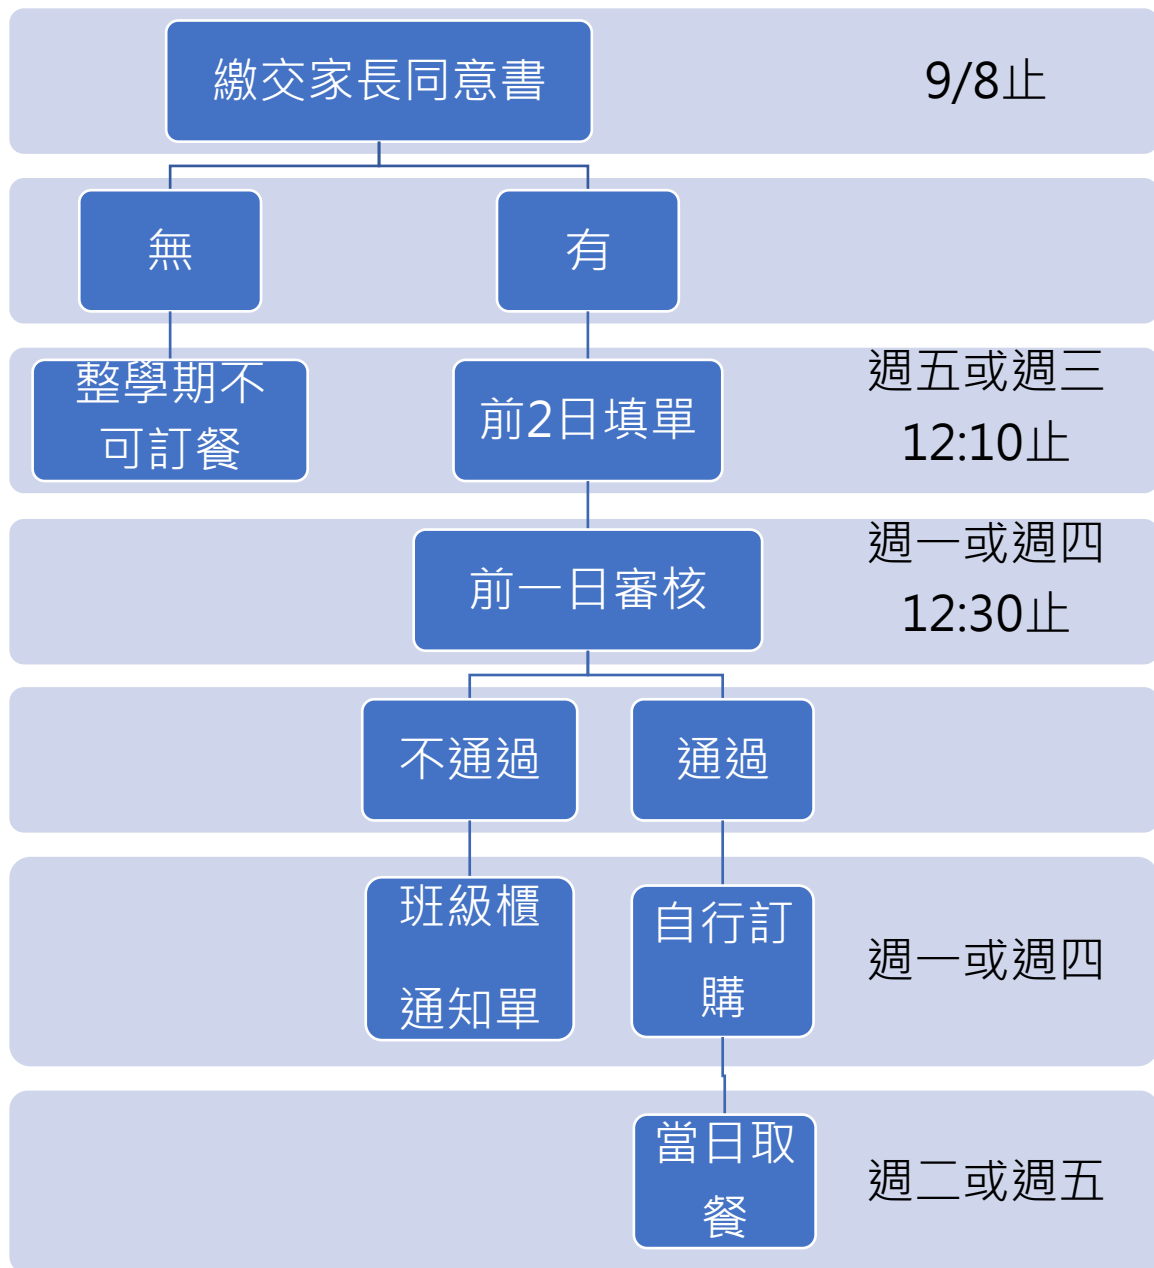 繳交家長同意書
9/8止
無
有
整學期不
可訂餐
前2日填單
週五或週三
12:10止
前一日審核
週一或週四
12:30止
不通過
通過
班級櫃
通知單
自行訂
購
週一或週四
當日取
餐
週二或週五